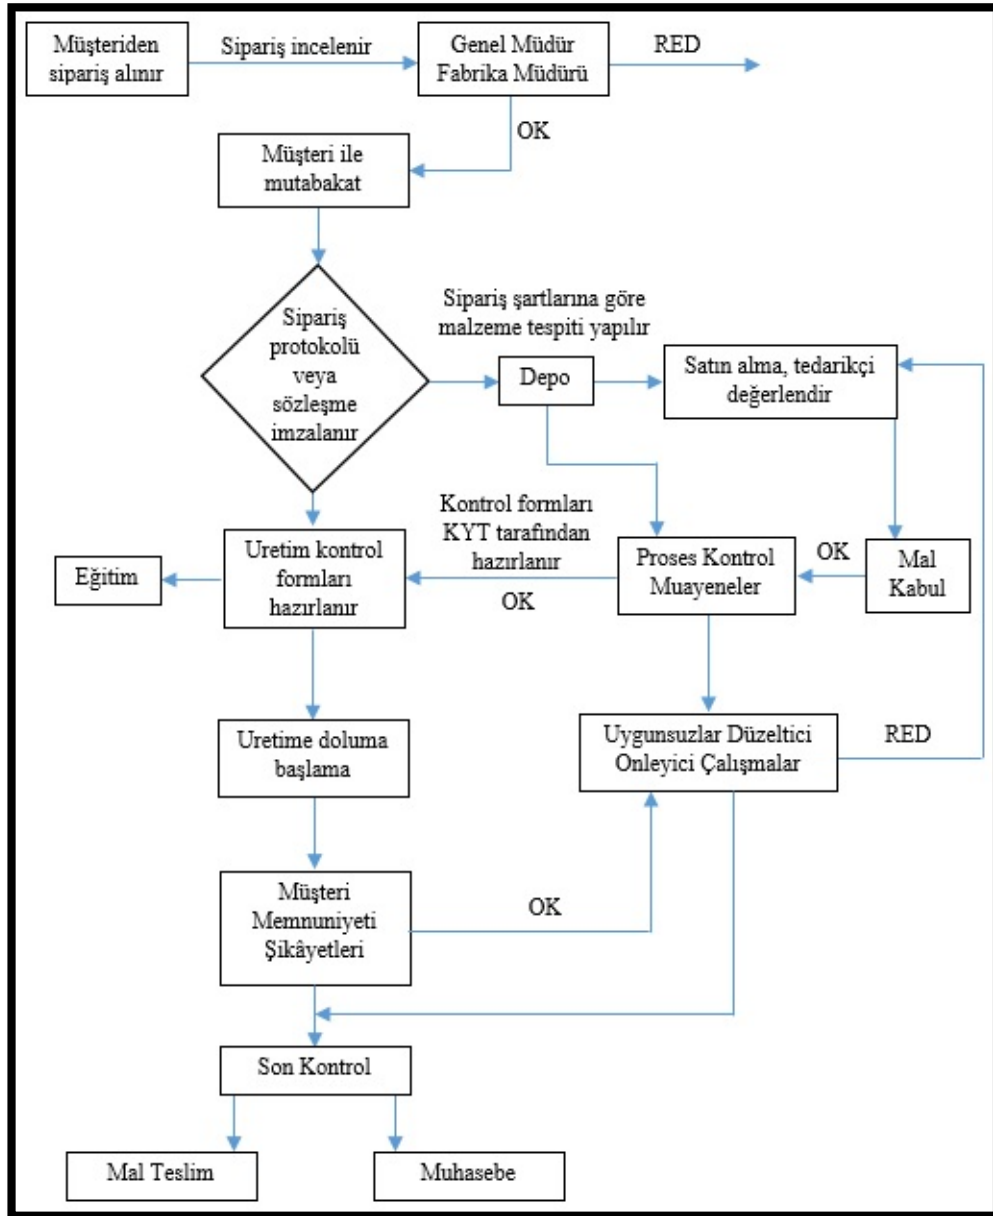 Müşteriden
sipariş alınır
Sipariş incelenir
Genel Müdür
Fabrika Müdürü
RED
OK
Müşteri ile
mutabakat
Sipariş
protokolü
veya
sözleşme
imzalanır
Sipariş şartlarına göre
malzeme tespiti yapılır
Depo
Satın alma, tedarikçi
değerlendir
Kontrol formları
KYT tarafından
hazırlanır
OK
Eğitim
Uretim kontrol
formları
hazırlanır
Proses Kontrol
Muayeneler
OK
Mal
Kabul
Uretime doluma
başlama
Uygunsuzlar Düzeltici
Onleyici Çalışmalar
RED
Müşteri
Memnuniyeti
Şikâyetleri
OK
Son Kontrol
Mal Teslim
Muhasebe